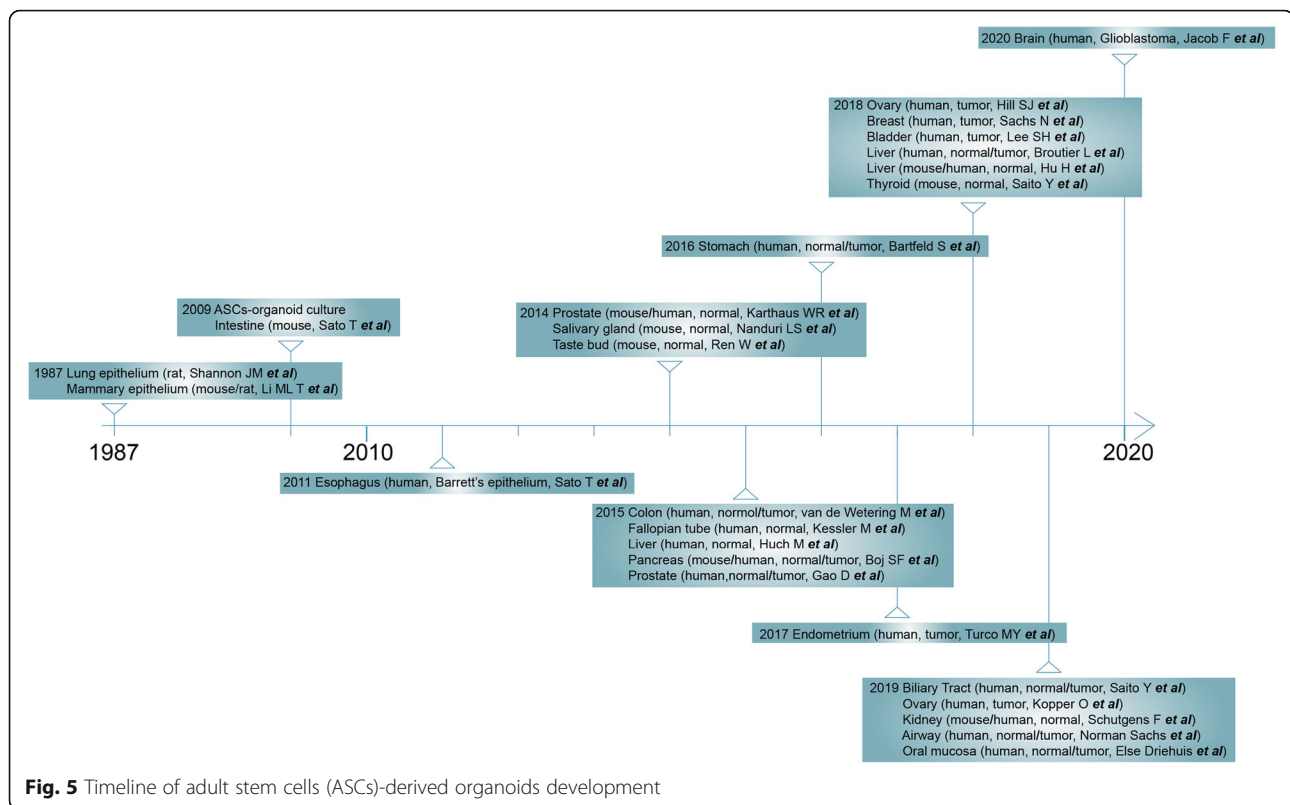 2020 Brain (human, Glioblastoma, Jacob F et al)
2018 Ovary (human, tumor, Hill SJ et al)
Breast (human, tumor, Sachs N et al)
Bladder (human, tumor, Lee SH et al)
Liver (human, normal/tumor, Broutier L et al)
Liver (mouse/human, normal, Hu H et al)
Thyroid (mouse, normal, Saito Y et al)
2016 Stomach (human, normal/tumor, Bartfeld S et al)
2014 Prostate (mouse/human, normal, Karthaus WR et al)
Salivary gland (mouse, normal, Nanduri LS et al)
Taste bud (mouse, normal, Ren W et al)
2009 ASCs-organoid culture
Intestine (mouse, Sato T et al)
1987 Lung epithelium (rat, Shannon JM et al)
Mammary epithelium (mouse/rat, Li ML T et al)
1987
2010
2020
2011 Esophagus (human, Barrett's epithelium, Sato T et al)
2015 Colon (human, normol/tumor, van de Wetering M et al)
Fallopian tube (human, normal, Kessler M et al)
Liver (human, normal, Huch M et al)
Pancreas (mouse/human, normal/tumor, Boj SF et al)
Prostate (human,normal/tumor, Gao D et al)
2017 Endometrium (human, tumor, Turco MY et al)
2019 Biliary Tract (human, normal/tumor, Saito Y et al)
Ovary (human, tumor, Kopper O et al)
Kidney (mouse/human, normal, Schutgens F et al)
Airway (human, normal/tumor, Norman Sachs et al)
Oral mucosa (human, normal/tumor, Else Driehuis et al)
Fig. 5 Timeline of adult stem cells (ASCs)-derived organoids development